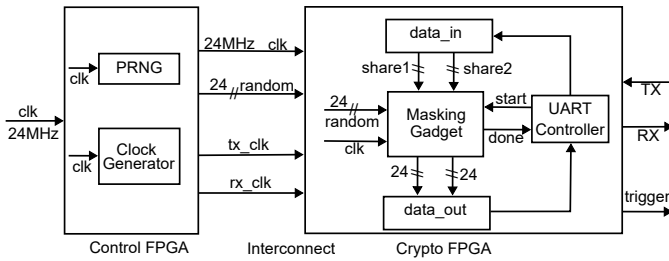 clk
24MHz
clk
PRNG
clk
Clock
Generator
Control FPGA
24MHz clk
24 random
tx_clk
rx_clk
Interconnect
data_in
share1
share2
24
random
clk
Masking
Gadget
start
done
UART
Controller
24
24
data_out
Crypto FPGA
TX
RX
trigger